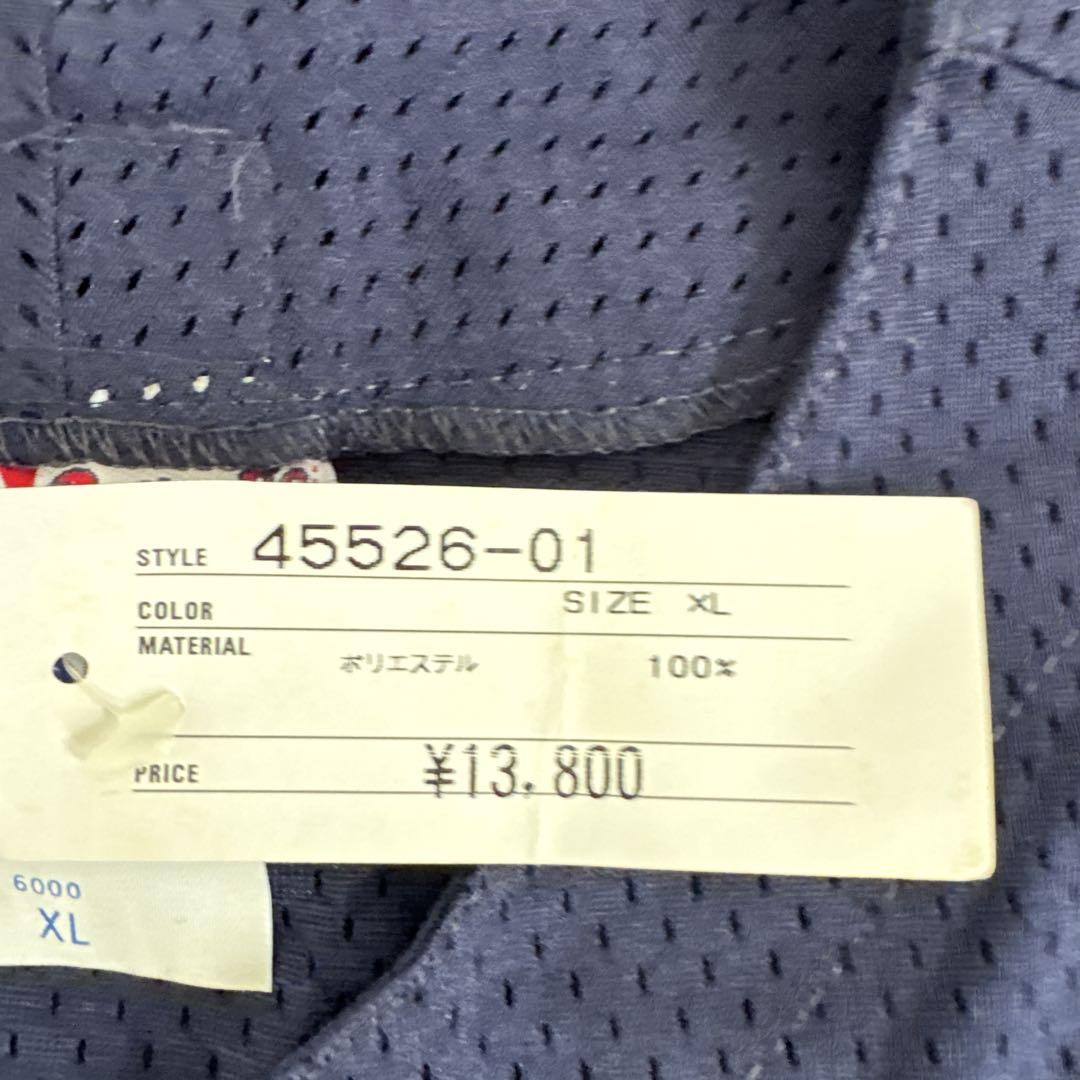 STYLE 45526-01
COLOR SIZE XL
MATERIAL
ポリエステル 100%
PRICE ¥13,800
6000
XL